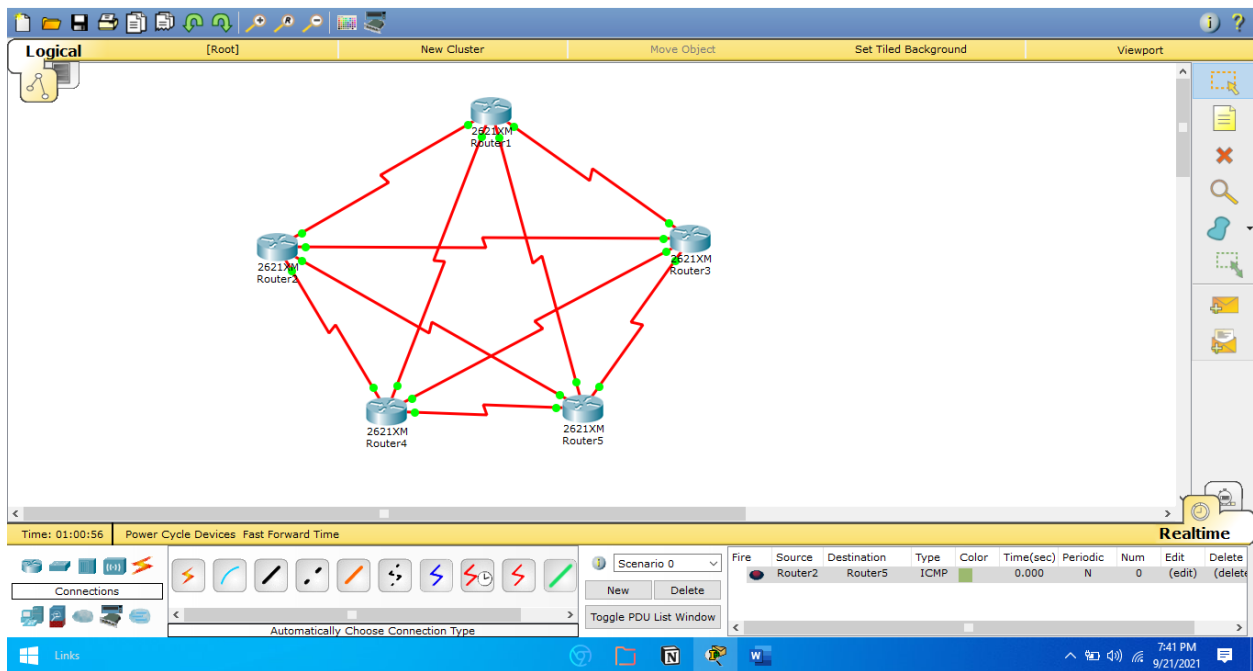 Logical [Root] New Cluster Move Object Set Tiled Background Viewport
2621XM
Router1
2621XM
Router2
2621XM
Router3
2621XM
Router4
2621XM
Router5
Time: 01:00:56 Power Cycle Devices Fast Forward Time Realtime
Connections
Automatically Choose Connection Type
Scenario 0
New Delete
Toggle PDU List Window
Fire Source Destination Type Color Time(sec) Periodic Num Edit Delete
Router2 Router5 ICMP 0.000 N 0 (edit) (delete
Links
7:41 PM
9/21/2021